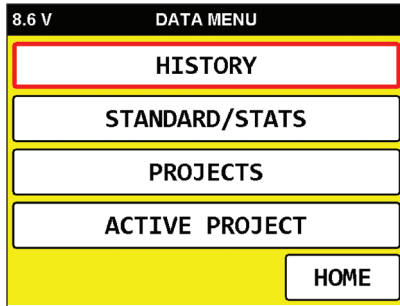 8.6 V DATA MENU
HISTORY
STANDARD/STATS
PROJECTS
ACTIVE PROJECT
HOME